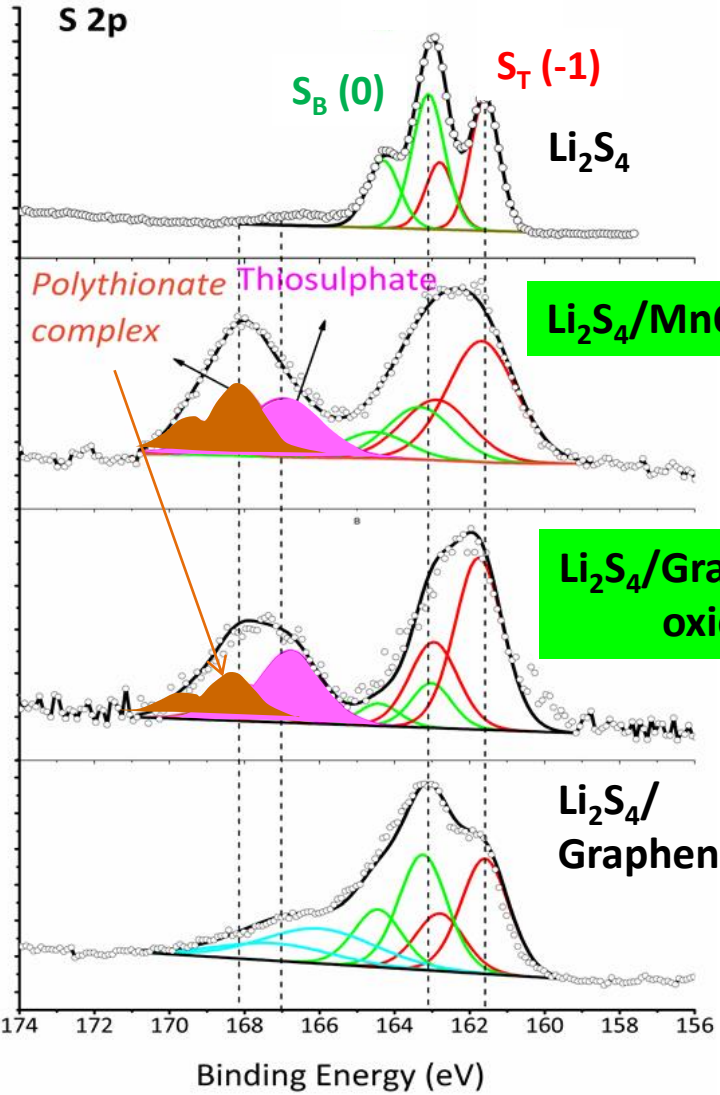 S 2p
S_B (0)
S_T (-1)
Li₂S₄
Polythionate
complex
Thiosulphate
Li₂S₄/Mn
Li₂S₄/Gra
oxi
B
Li₂S₄/
Graphen
174 172 170 168 166 164 162 160 158 156
Binding Energy (eV)